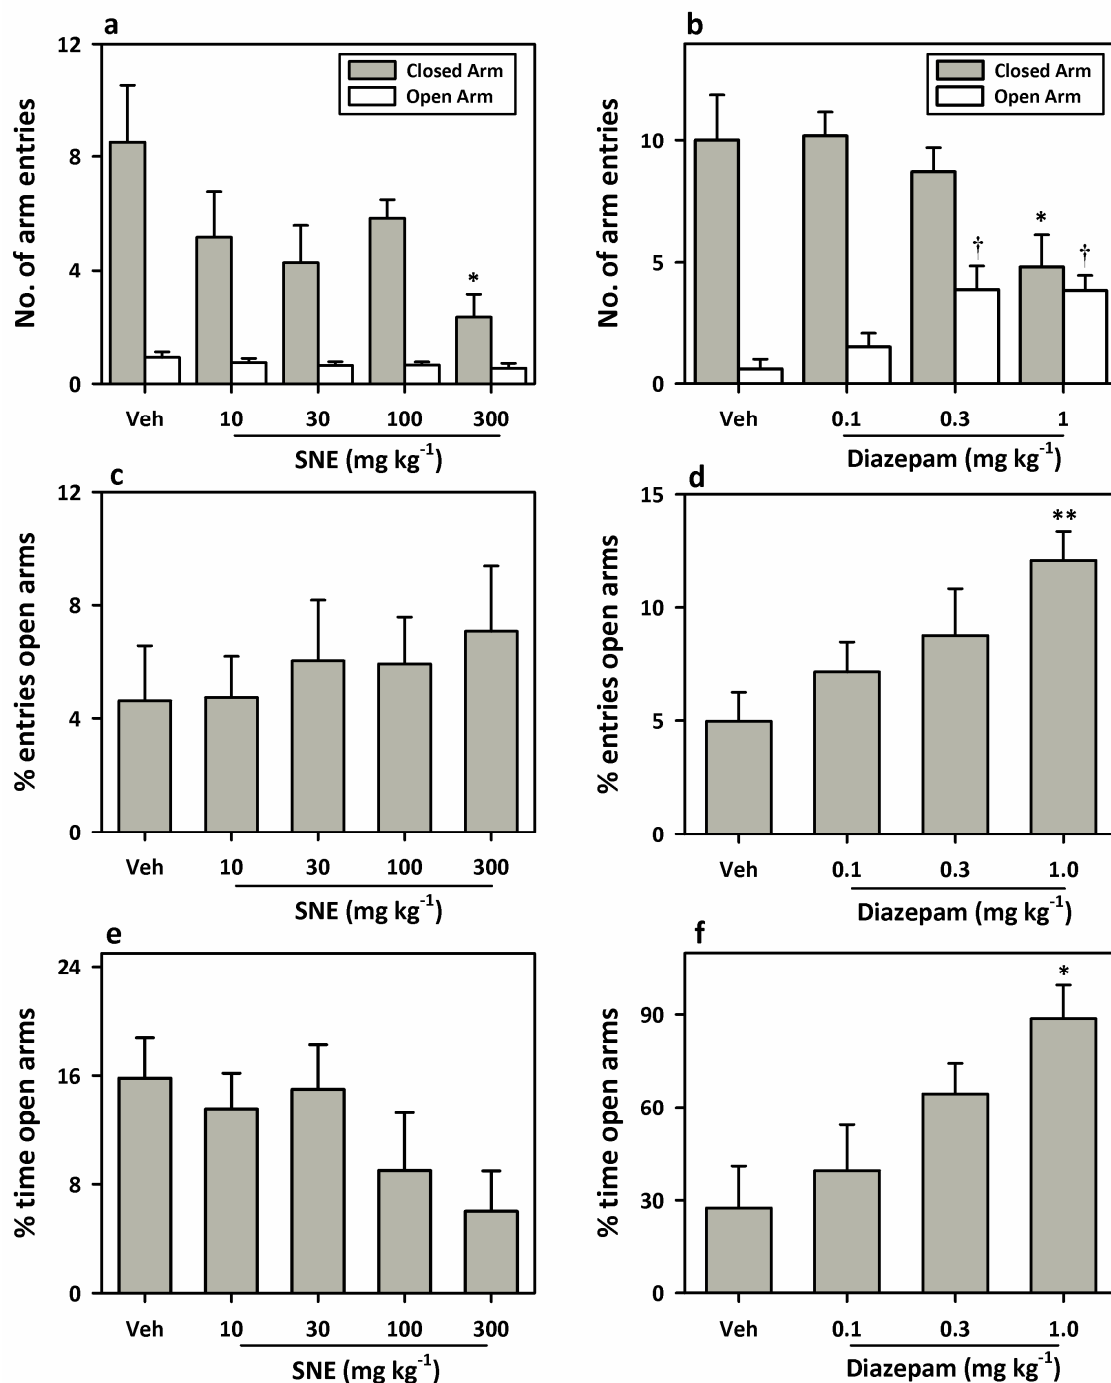 a
No. of arm entries
12
8
4
0
Closed Arm
Open Arm
*
Veh 10 30 100 300
SNE (mg kg⁻¹)
b
No. of arm entries
10
5
0
Closed Arm
Open Arm
†
*
†
Veh 0.1 0.3 1
Diazepam (mg kg⁻¹)
c
% entries open arms
12
8
4
0
Veh 10 30 100 300
SNE (mg kg⁻¹)
d
% entries open arms
15
10
5
0
**
Veh 0.1 0.3 1.0
Diazepam (mg kg⁻¹)
e
% time open arms
24
16
8
0
Veh 10 30 100 300
SNE (mg kg⁻¹)
f
% time open arms
90
60
30
0
*
Veh 0.1 0.3 1.0
Diazepam (mg kg⁻¹)